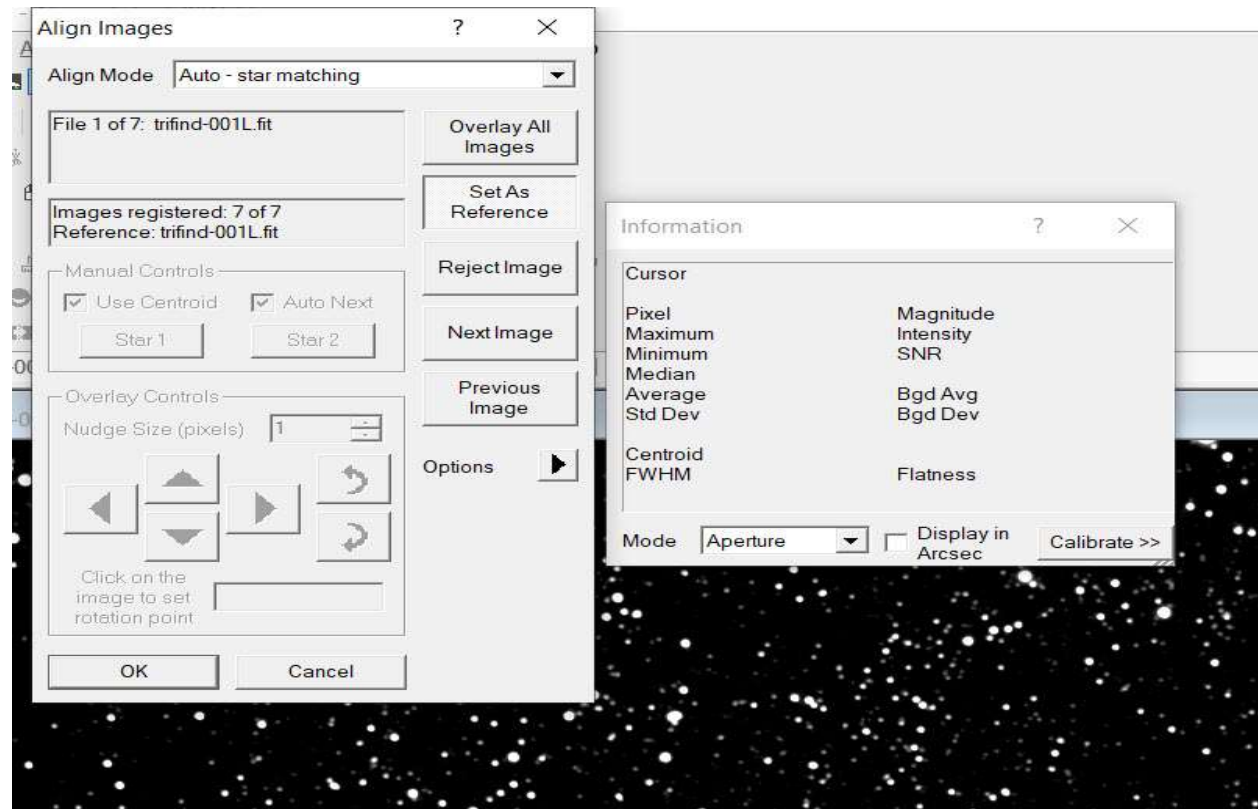 Align Images
?
Align Mode
Auto - star matching
File 1 of 7: trifind-001L.fit
Overlay All
Images
Images registered: 7 of 7
Reference: trifind-001L.fit
Set As
Reference
Manual Controls
Use Centroid
Auto Next
Star 1
Star 2
Reject Image
Next Image
Previous
Image
Overlay Controls
Nudge Size (pixels)
1
Options
Click on the
image to set
rotation point
OK
Cancel
Information
?
Cursor
Pixel
Magnitude
Maximum
Intensity
Minimum
SNR
Median
Average
Bgd Avg
Std Dev
Bgd Dev
Centroid
FWHM
Flatness
Mode
Aperture
Display in
Arcsec
Calibrate >>